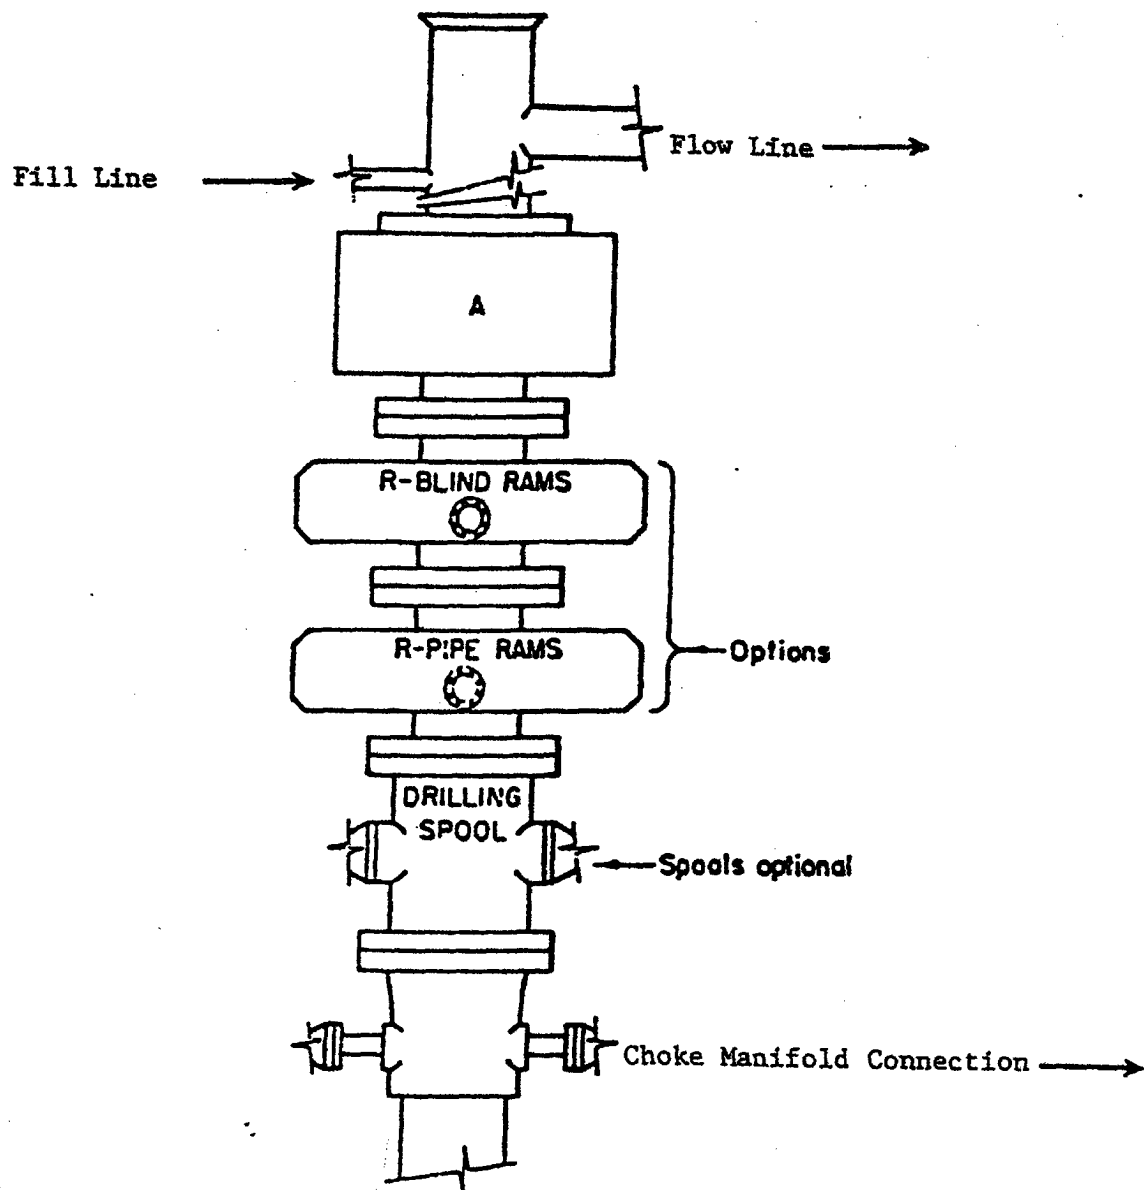 Flow Line
Fill Line
A
R-BLIND RAMS
R-PIPE RAMS
Options
DRILLING
SPOOL
Spools optional
Choke Manifold Connection